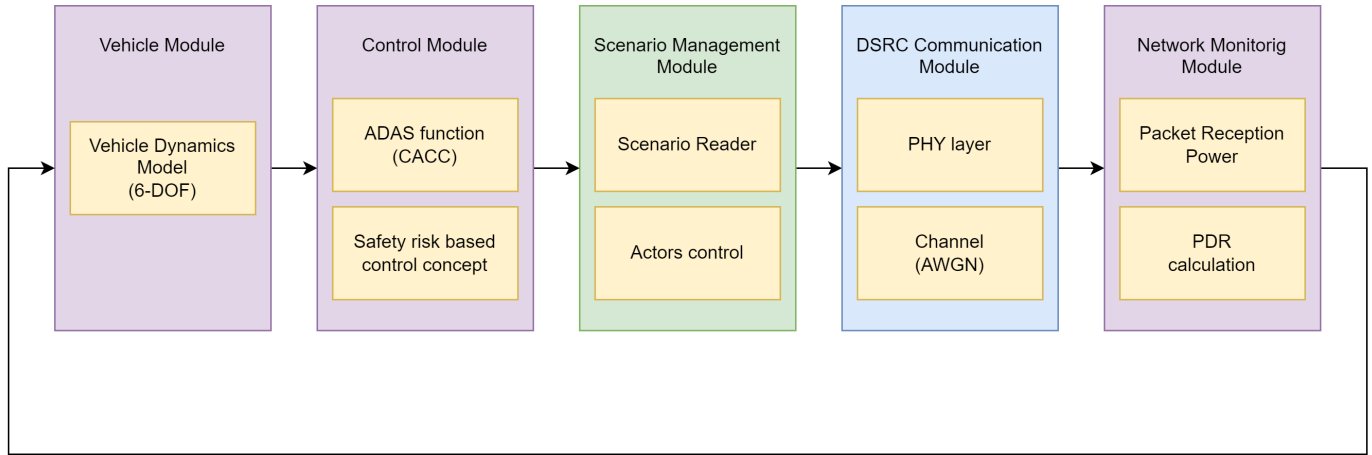 Vehicle Module
Vehicle Dynamics
Model
(6-DOF)
Control Module
ADAS function
(CACC)
Safety risk based
control concept
Scenario Management
Module
Scenario Reader
Actors control
DSRC Communication
Module
PHY layer
Channel
(AWGN)
Network Monitorig
Module
Packet Reception
Power
PDR
calculation